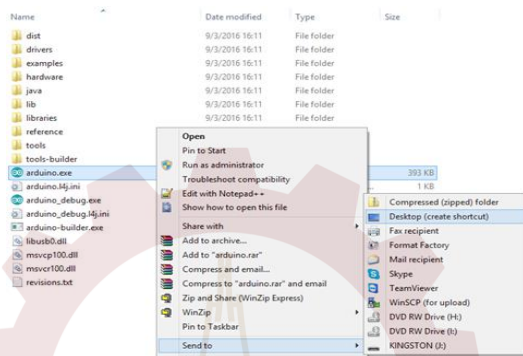 Name Date modified Type Size
dist 9/3/2016 16:11 File folder
drivers 9/3/2016 16:11 File folder
examples 9/3/2016 16:11 File folder
hardware 9/3/2016 16:11 File folder
java 9/3/2016 16:11 File folder
lib 9/3/2016 16:11 File folder
libraries 9/3/2016 16:11 File folder
reference
tools
tools-builder
arduino.exe 393 KB
arduino.l4j.ini 1 KB
arduino_debug.exe
arduino_debug.l4j.ini
arduino-builder.exe
libusb0.dll
msvcp100.dll
msvcr100.dll
revisions.txt
Open
Pin to Start
Run as administrator
Troubleshoot compatibility
Edit with Notepad++
Show how to open this file
Share with
Add to archive...
Add to "arduino.rar"
Compress and email...
Compress to "arduino.rar" and email
Zip and Share (WinZip Express)
WinZip
Pin to Taskbar
Send to
Compressed (zipped) folder
Desktop (create shortcut)
Fax recipient
Format Factory
Mail recipient
Skype
TeamViewer
WinSCP (for upload)
DVD RW Drive (H:)
DVD RW Drive (I:)
KINGSTON (J:)